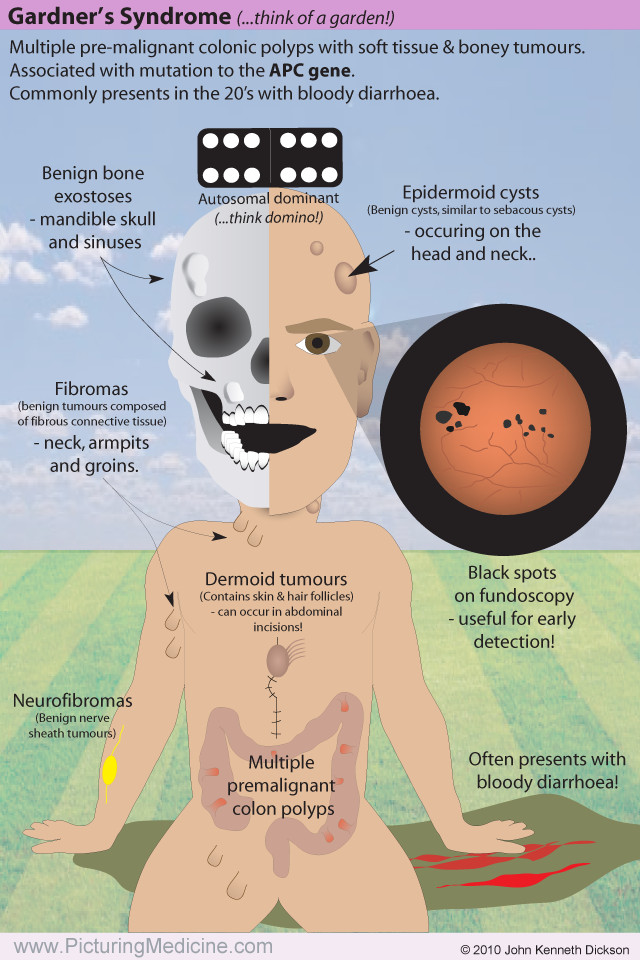 Gardner's Syndrome (...think of a garden!)
Multiple pre-malignant colonic polyps with soft tissue & boney tumours.
Associated with mutation to the APC gene.
Commonly presents in the 20's with bloody diarrhoea.
Autosomal dominant
(...think domino!)
Benign bone
exostoses
- mandible skull
and sinuses
Epidermoid cysts
(Benign cysts, similar to sebacous cysts)
- occuring on the
head and neck..
Fibromas
(benign tumours composed
of fibrous connective tissue)
- neck, armpits
and groins.
Black spots
on fundoscopy
- useful for early
detection!
Dermoid tumours
(Contains skin & hair follicles)
- can occur in abdominal
incisions!
Neurofibromas
(Benign nerve
sheath tumours)
Multiple
premalignant
colon polyps
Often presents with
bloody diarrhoea!
www.PicturingMedicine.com
© 2010 John Kenneth Dickson